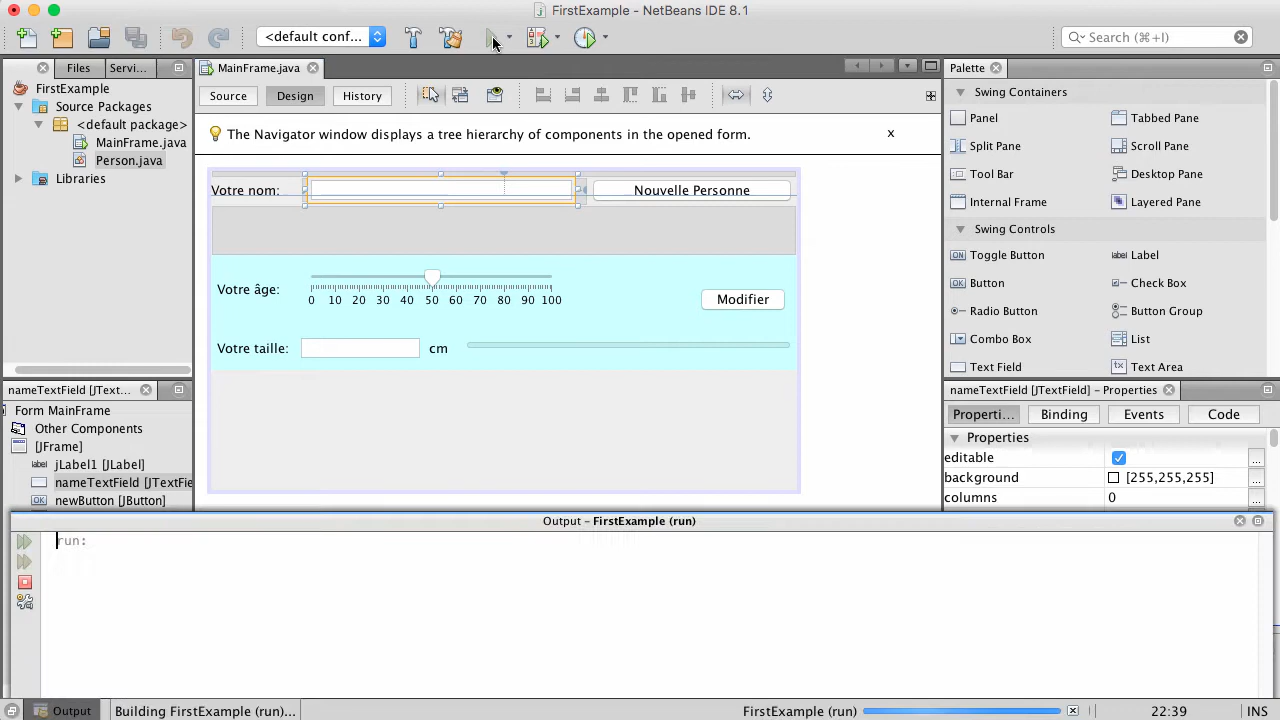 FirstExample - NetBeans IDE 8.1
<default conf...
Search (⌘+I)
Files
Servi...
MainFrame.java
Palette
FirstExample
Source Packages
<default package>
MainFrame.java
Person.java
Libraries
Source
Design
History
The Navigator window displays a tree hierarchy of components in the opened form.
x
Votre nom:
Nouvelle Personne
Votre âge:
0 10 20 30 40 50 60 70 80 90 100
Modifier
Votre taille:
cm
Swing Containers
Panel
Tabbed Pane
Split Pane
Scroll Pane
Tool Bar
Desktop Pane
Internal Frame
Layered Pane
Swing Controls
Toggle Button
Label
Button
Check Box
Radio Button
Button Group
Combo Box
List
Text Field
Text Area
nameTextField [JText...
Form MainFrame
Other Components
[JFrame]
jLabel1 [JLabel]
nameTextField [JTextFie
newButton [JButton]
nameTextField [JTextField] - Properties
Properti...
Binding
Events
Code
Properties
editable
...
background
[255,255,255]
...
columns
0
...
Output - FirstExample (run)
run:
Output
Building FirstExample (run)...
FirstExample (run)
22:39
INS